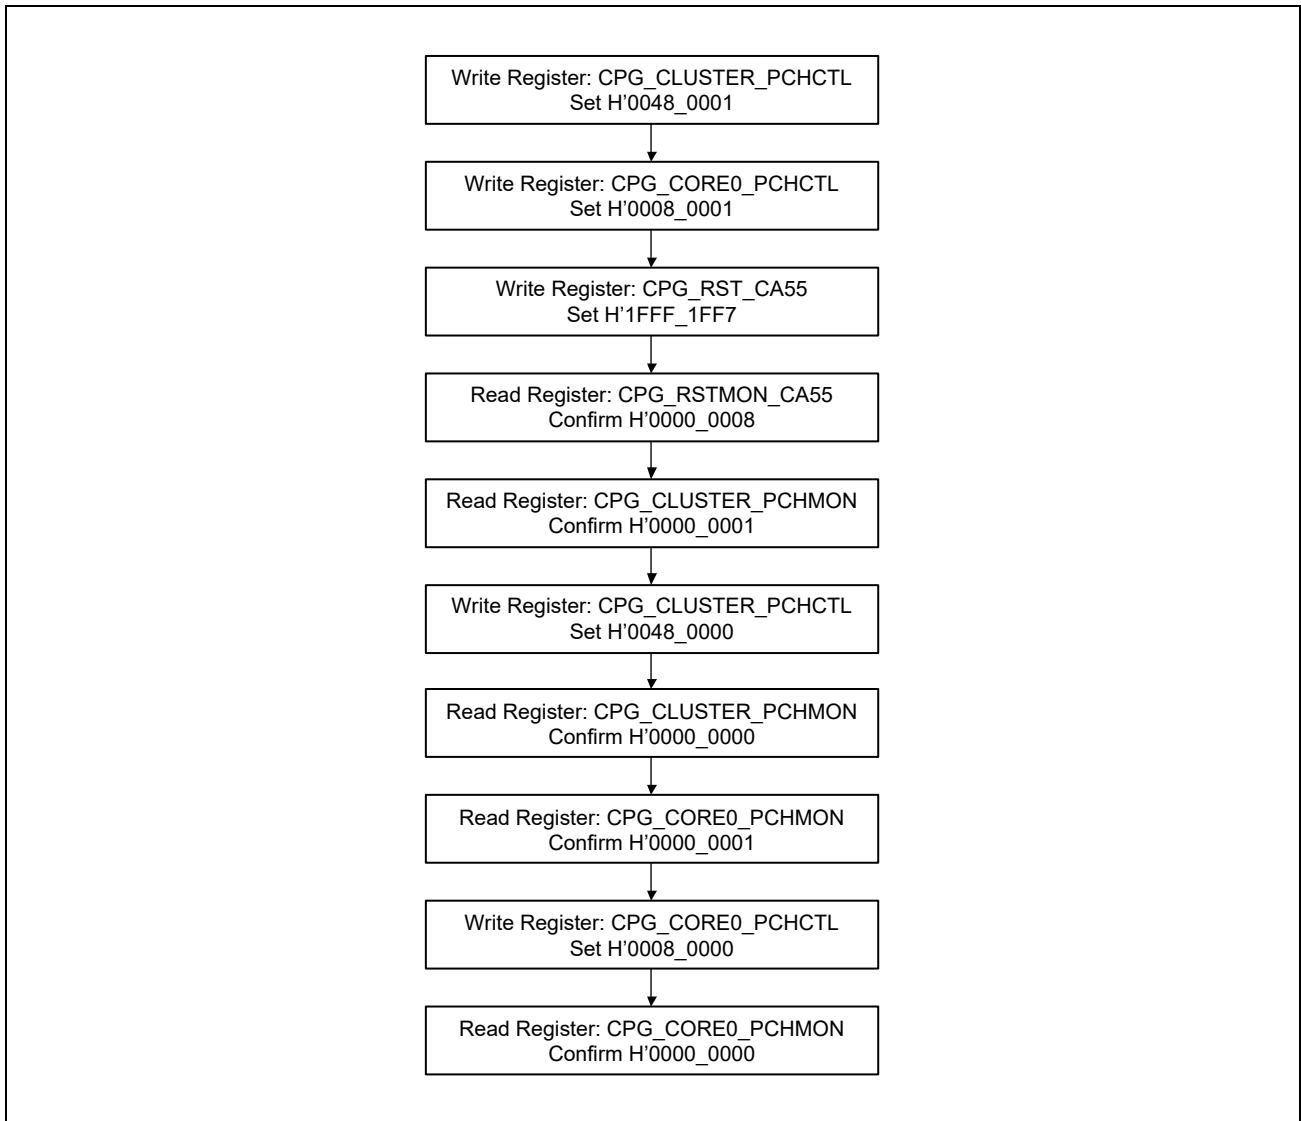 Write Register: CPG_CLUSTER_PCHCTL
Set H’0048_0001
Write Register: CPG_CORE0_PCHCTL
Set H’0008_0001
Write Register: CPG_RST_CA55
Set H’1FFF_1FF7
Read Register: CPG_RSTMON_CA55
Confirm H’0000_0008
Read Register: CPG_CLUSTER_PCHMON
Confirm H’0000_0001
Write Register: CPG_CLUSTER_PCHCTL
Set H’0048_0000
Read Register: CPG_CLUSTER_PCHMON
Confirm H’0000_0000
Read Register: CPG_CORE0_PCHMON
Confirm H’0000_0001
Write Register: CPG_CORE0_PCHCTL
Set H’0008_0000
Read Register: CPG_CORE0_PCHMON
Confirm H’0000_0000